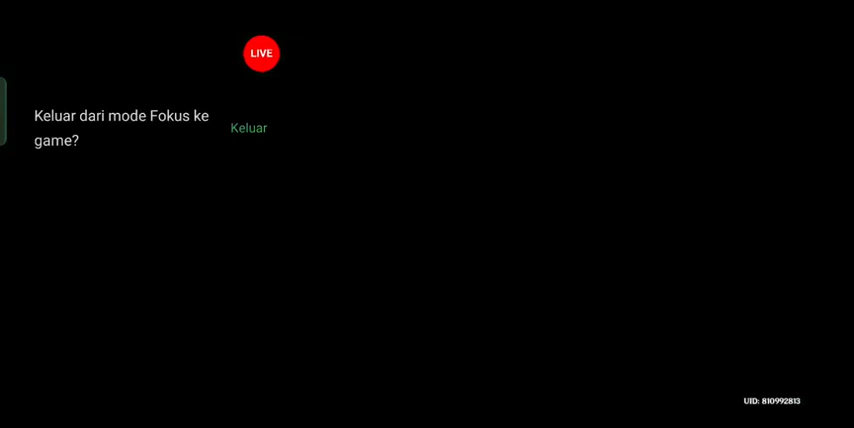 LIVE
Keluar dari mode Fokus ke
game?
Keluar
UID: 810992813